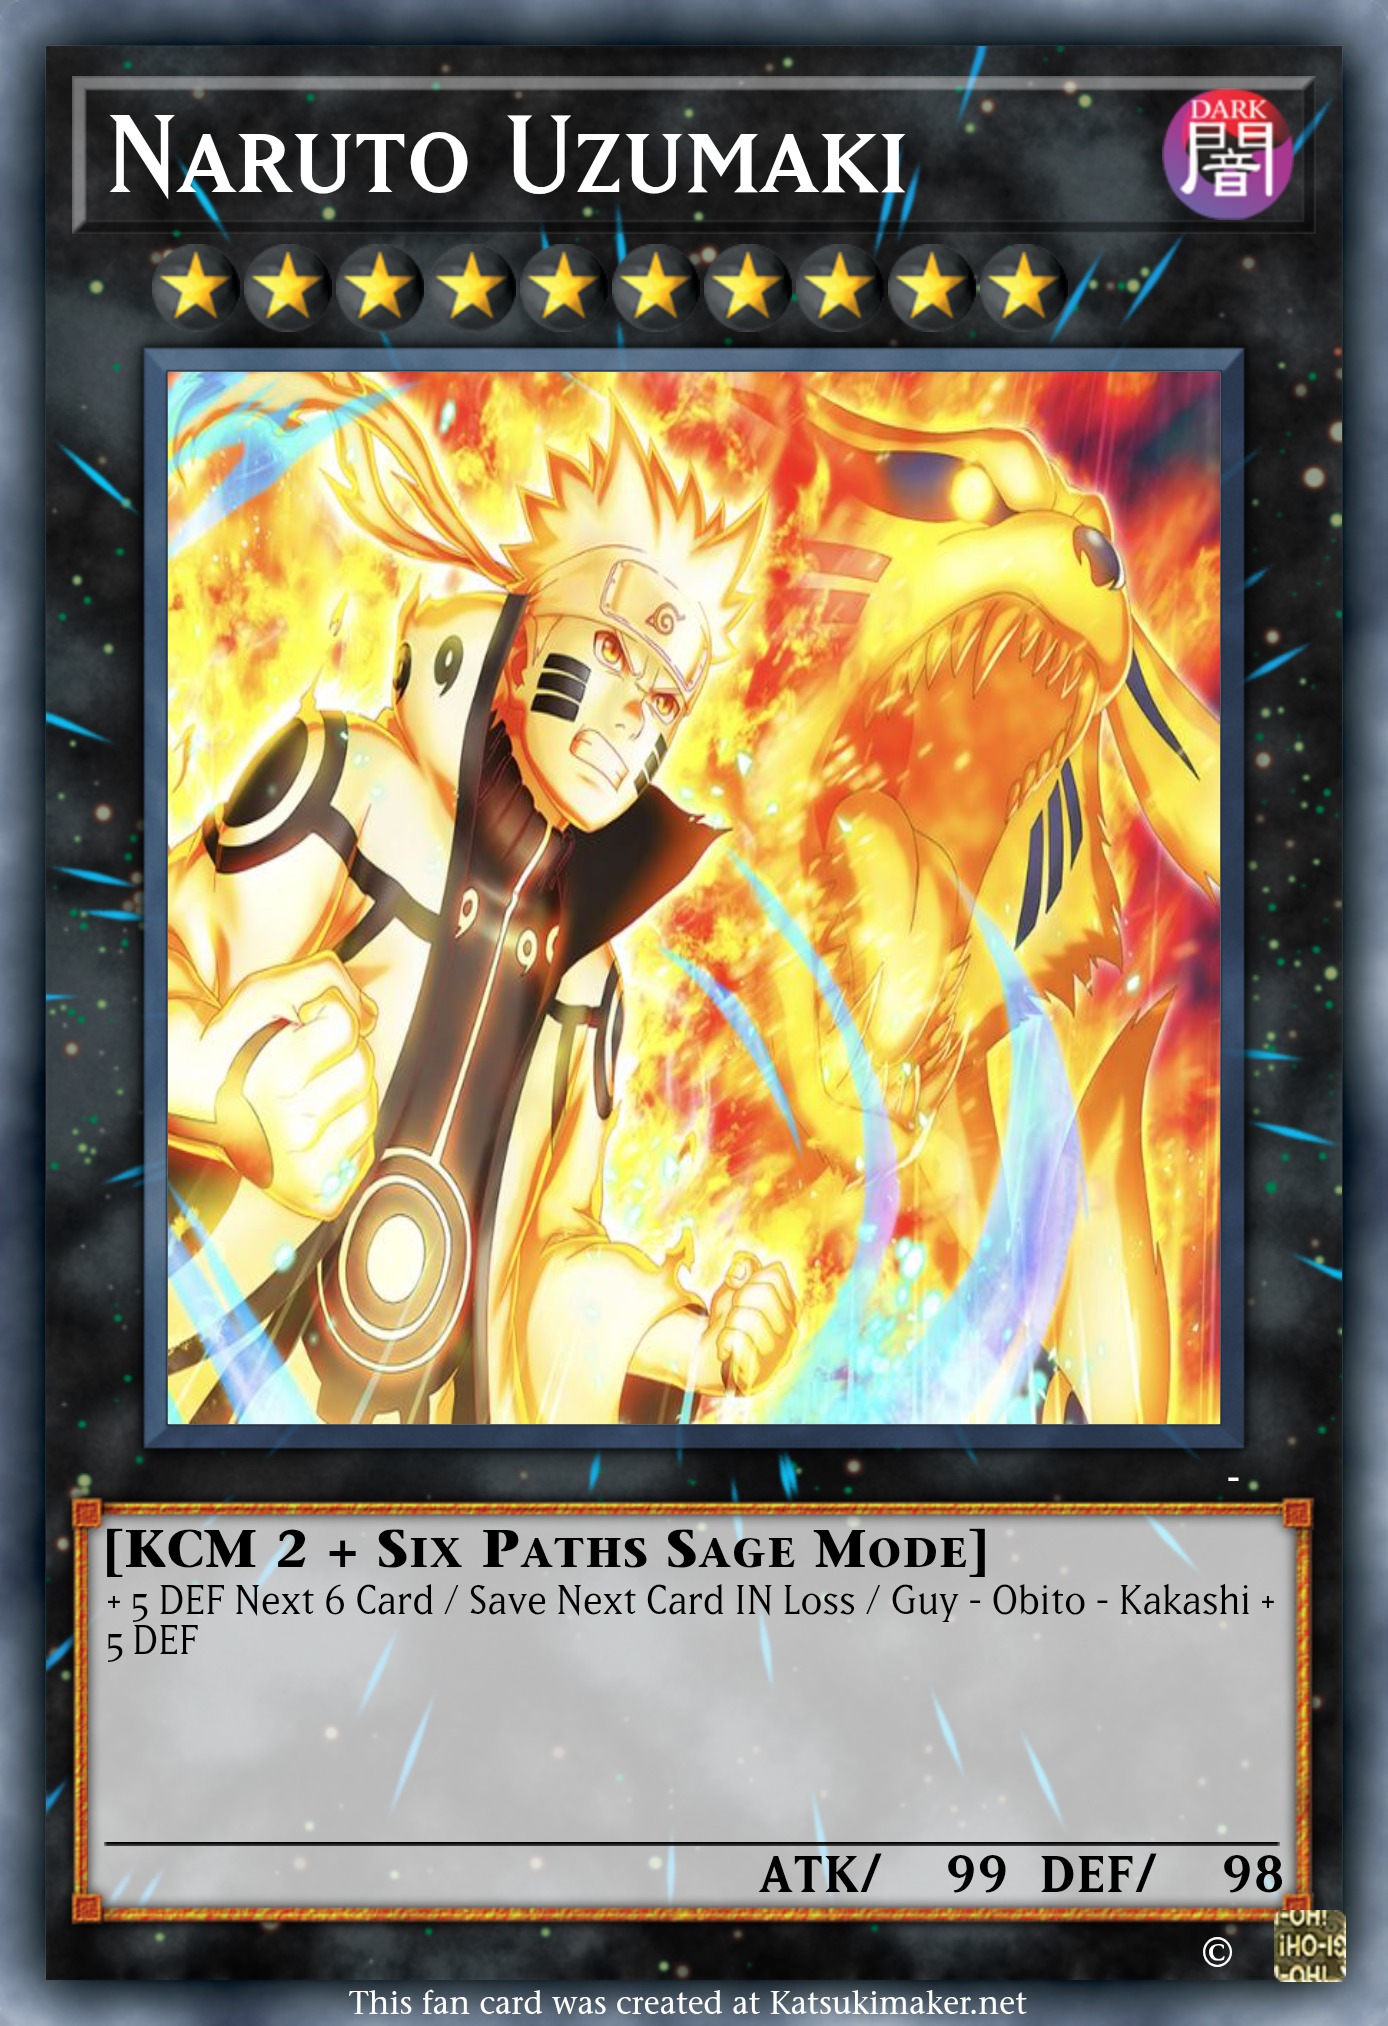 Naruto Uzumaki
DARK
闇
-
[KCM 2 + Six Paths Sage Mode]
+ 5 DEF Next 6 Card / Save Next Card IN Loss / Guy - Obito - Kakashi +
5 DEF
ATK/ 99 DEF/ 98
©
This fan card was created at Katsukimaker.net